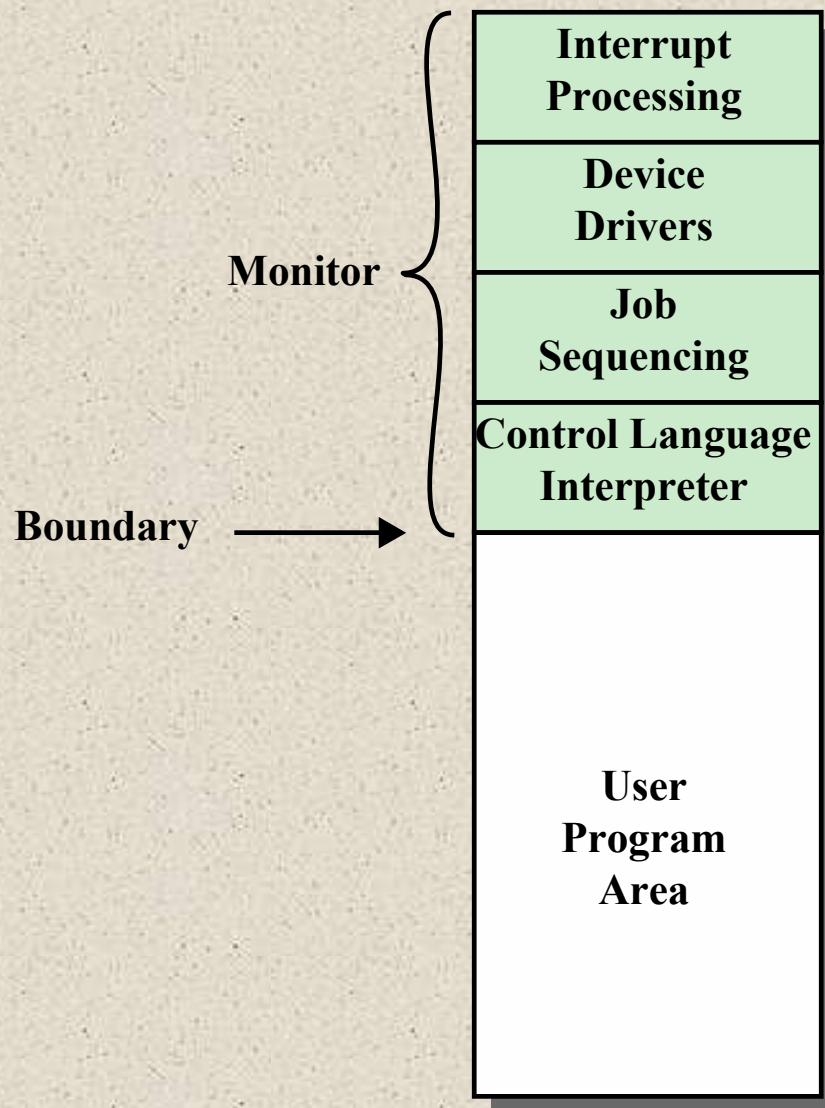 Interrupt
Processing
Device
Drivers
Monitor
Job
Sequencing
Control Language
Interpreter
Boundary
User
Program
Area